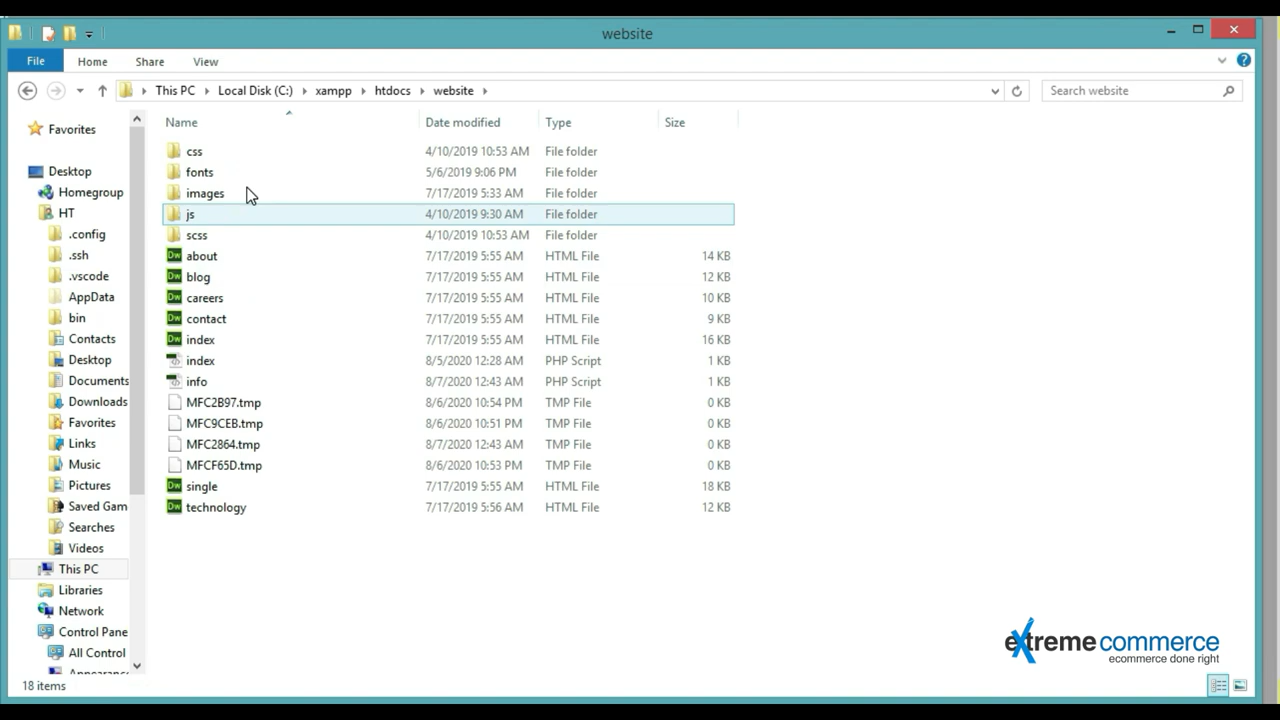 website
File Home Share View
This PC Local Disk (C:) xampp htdocs website Search website
Name Date modified Type Size
Favorites
Desktop
Homegroup
HT
.config
.ssh
.vscode
AppData
bin
Contacts
Desktop
Documents
Downloads
Favorites
Links
Music
Pictures
Saved Gam
Searches
Videos
This PC
Libraries
Network
Control Pane
All Control
css 4/10/2019 10:53 AM File folder
fonts 5/6/2019 9:06 PM File folder
images 7/17/2019 5:33 AM File folder
js 4/10/2019 9:30 AM File folder
scss 4/10/2019 10:53 AM File folder
about 7/17/2019 5:55 AM HTML File 14 KB
blog 7/17/2019 5:55 AM HTML File 12 KB
careers 7/17/2019 5:55 AM HTML File 10 KB
contact 7/17/2019 5:55 AM HTML File 9 KB
index 7/17/2019 5:55 AM HTML File 16 KB
index 8/5/2020 12:28 AM PHP Script 1 KB
info 8/7/2020 12:43 AM PHP Script 1 KB
MFC2B97.tmp 8/6/2020 10:54 PM TMP File 0 KB
MFC9CEB.tmp 8/6/2020 10:51 PM TMP File 0 KB
MFC2864.tmp 8/7/2020 12:43 AM TMP File 0 KB
MFCF65D.tmp 8/6/2020 10:53 PM TMP File 0 KB
single 7/17/2019 5:55 AM HTML File 18 KB
technology 7/17/2019 5:56 AM HTML File 12 KB
extreme commerce
ecommerce done right
18 items